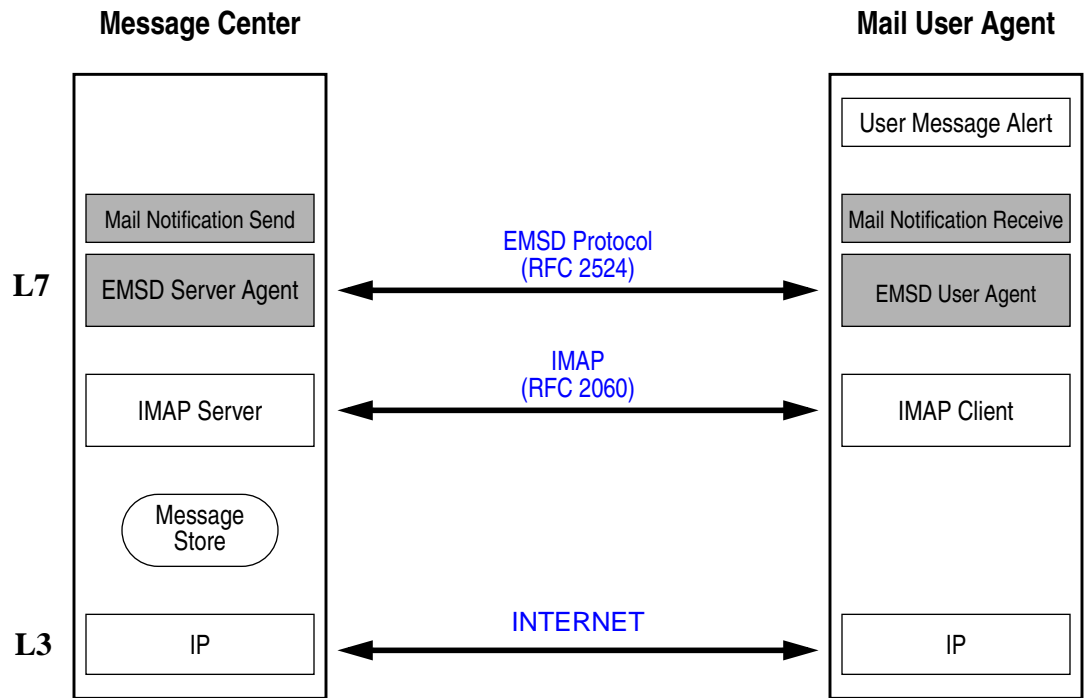 Message Center
Mail User Agent
User Message Alert
Mail Notification Send
Mail Notification Receive
EMSD Protocol
(RFC 2524)
L7
EMSD Server Agent
EMSD User Agent
IMAP
(RFC 2060)
IMAP Server
IMAP Client
Message
Store
INTERNET
L3
IP
IP